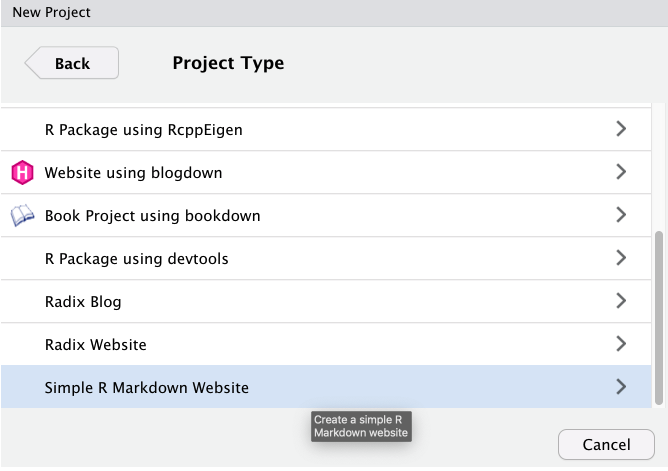 New Project
Back
Project Type
R Package using RcppEigen
H
Website using blogdown
Book Project using bookdown
R Package using devtools
Radix Blog
Radix Website
Simple R Markdown Website
Create a simple R
Markdown website
Cancel